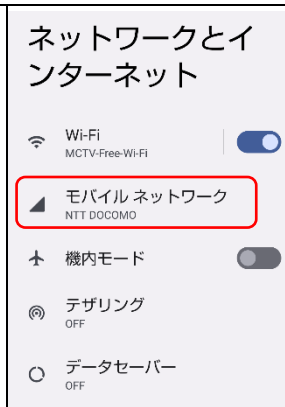 ネットワークとイ
ンターネット
Wi-Fi
MCTV-Free-Wi-Fi
モバイル ネットワーク
NTT DOCOMO
機内モード
テザリング
OFF
データセーバー
OFF